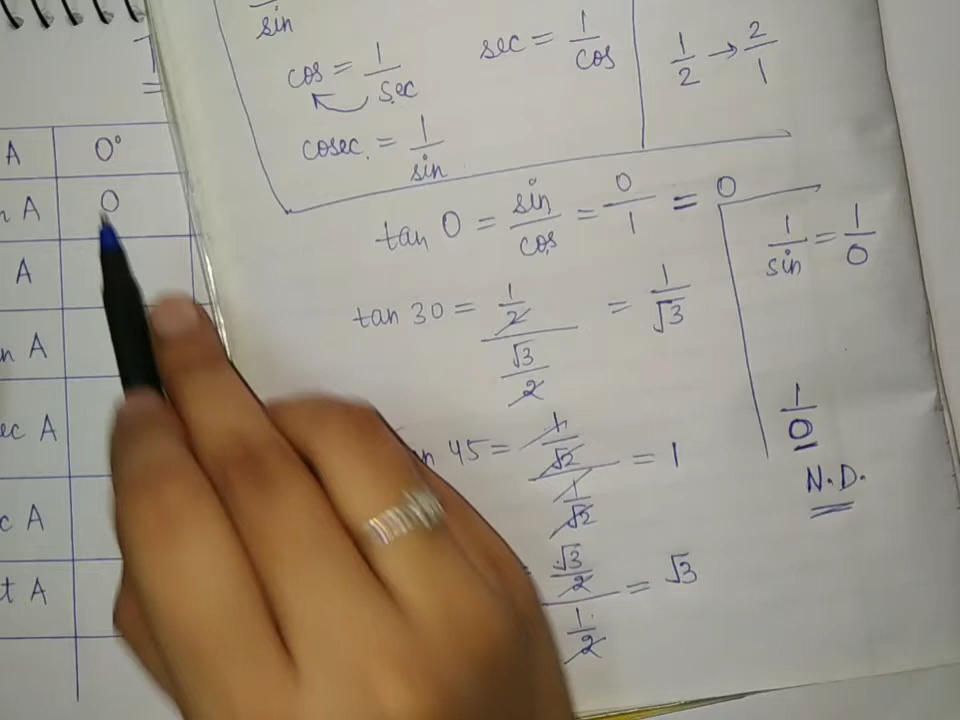 sin
cos = 1/sec
sec = 1/cos
1/2 → 2/1
cosec = 1/sin
A 0°
A 0
A
A
ec A
c A
t A
tan 0 = sin/cos = 0/1 = 0
1/sin = 1/0
tan 30 = (1/2)/(√3/2) = 1/√3
1/0
N.D.
45 = (1/√2)/(1/√2) = 1
(√3/2)/(1/2) = √3